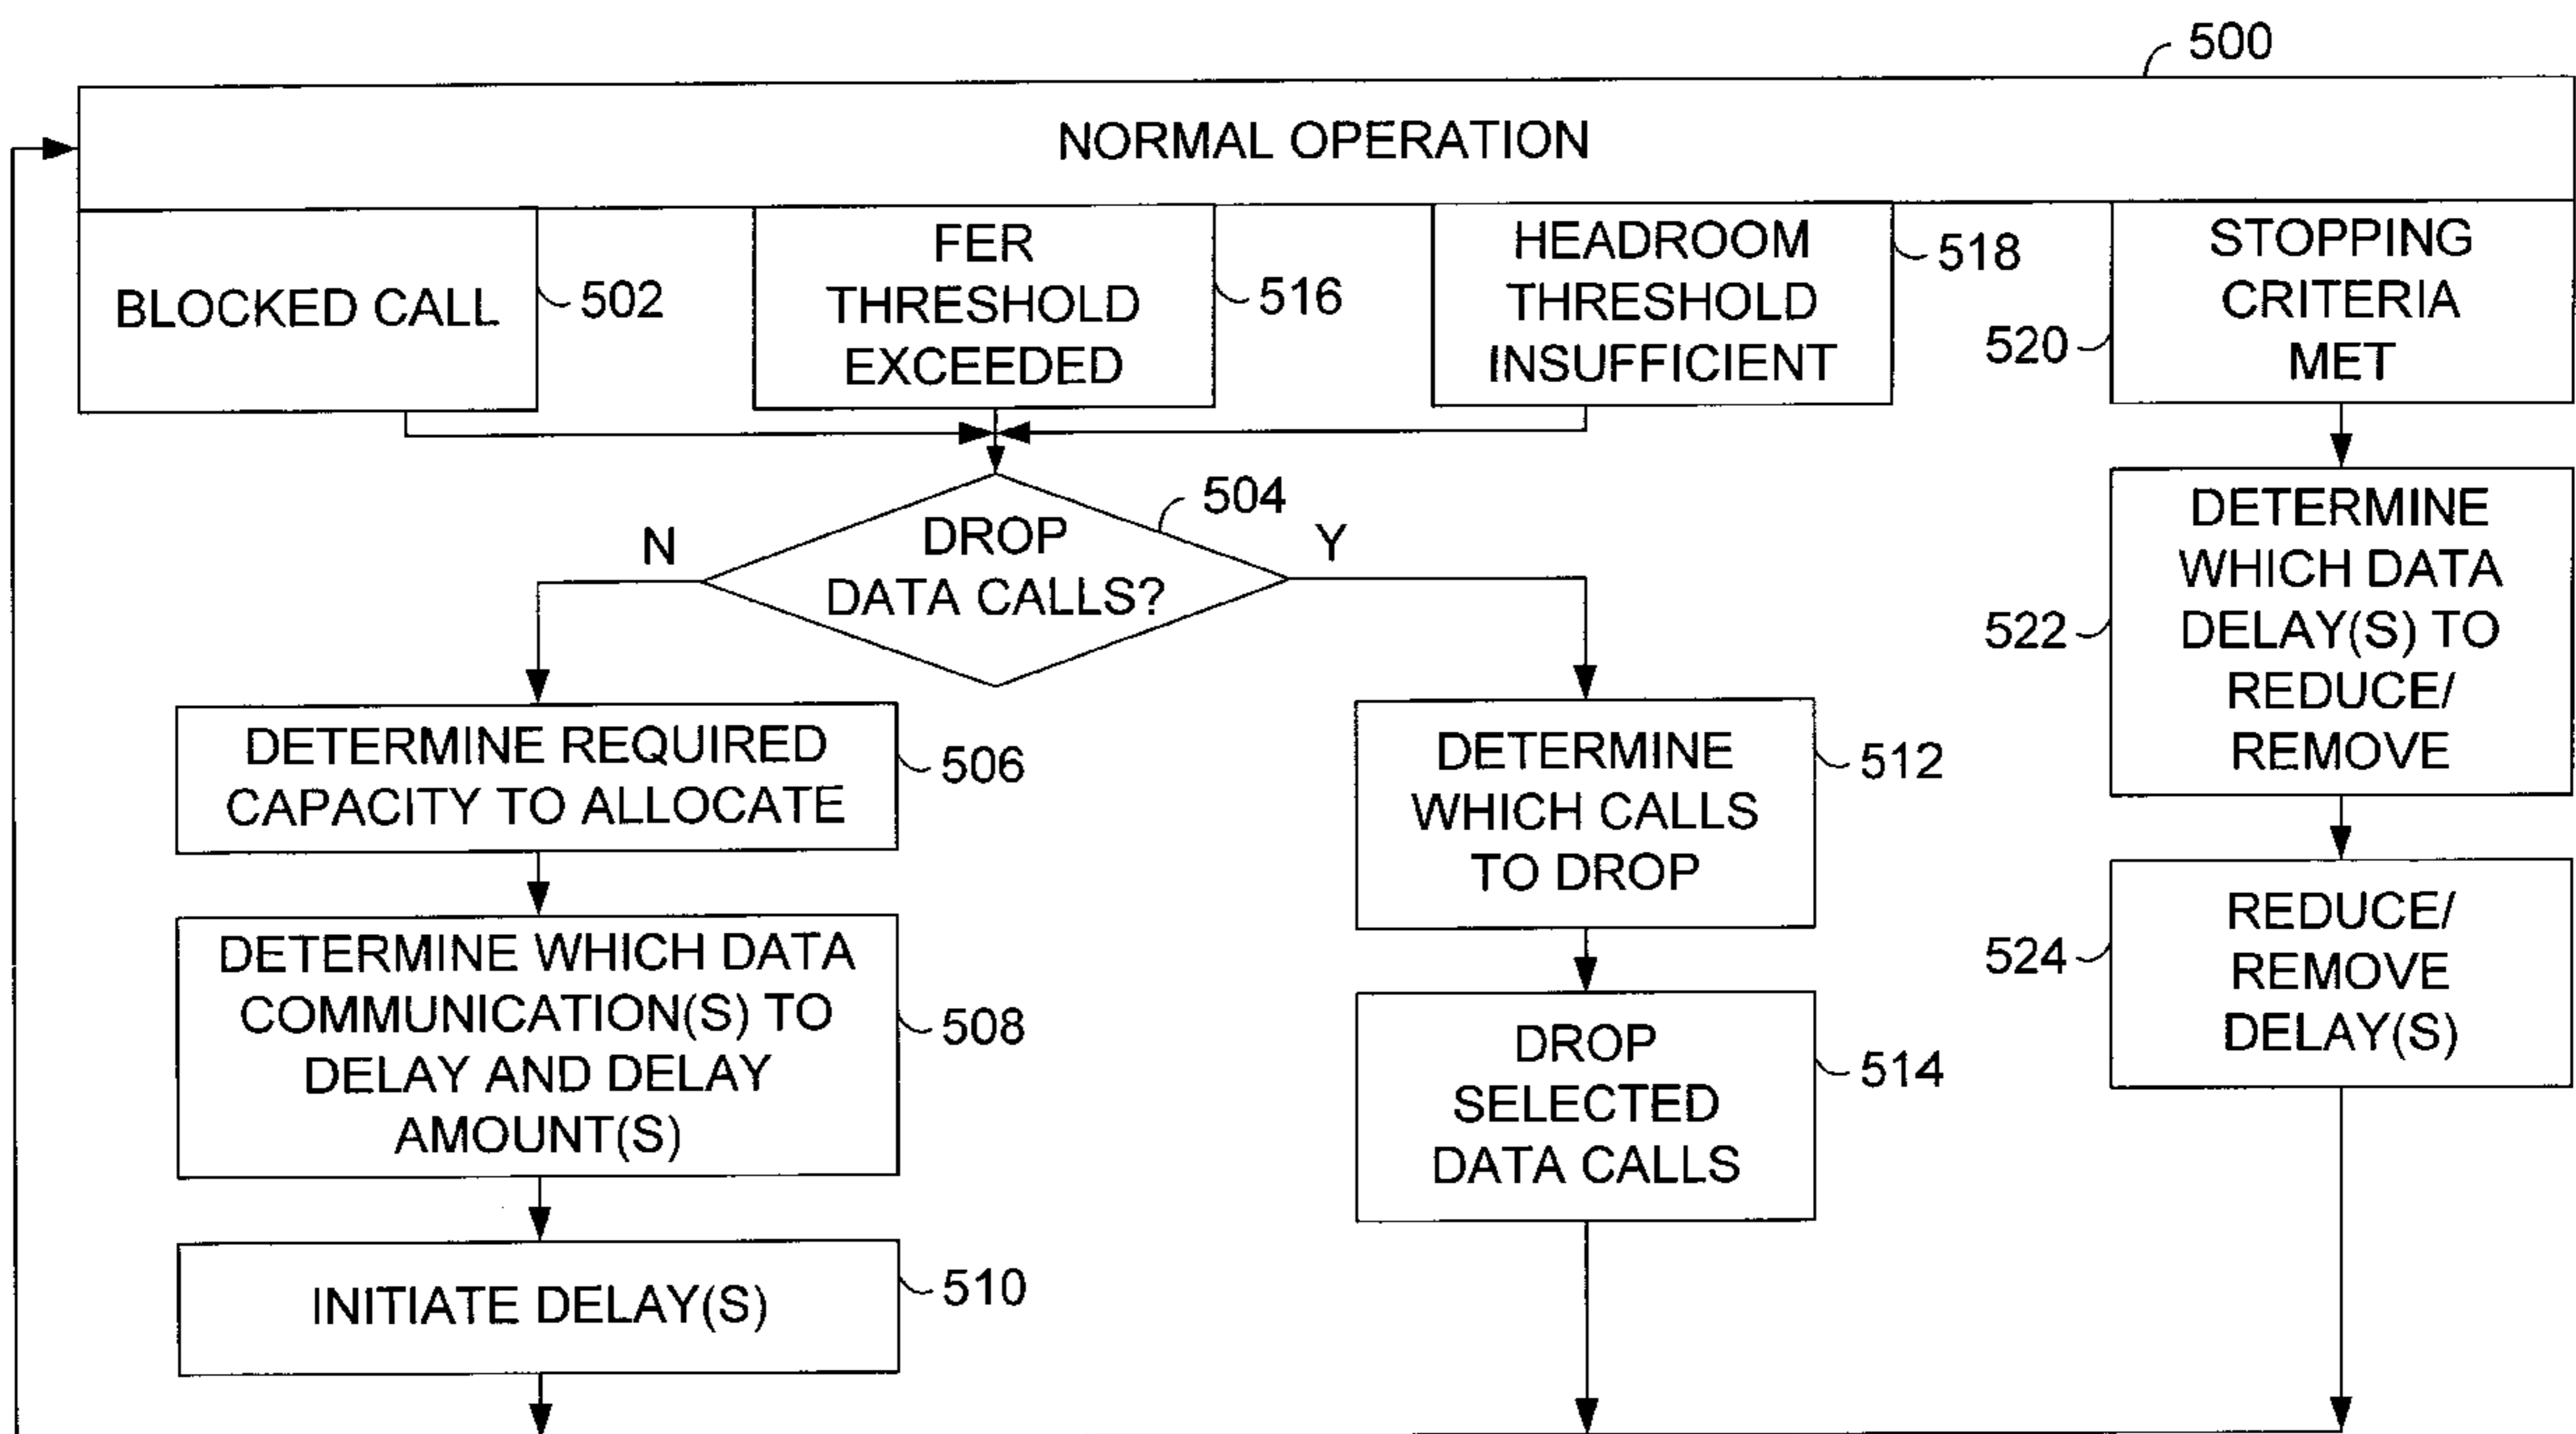 500
NORMAL OPERATION
BLOCKED CALL
502
FER
THRESHOLD
EXCEEDED
516
HEADROOM
THRESHOLD
INSUFFICIENT
518
STOPPING
CRITERIA
MET
520
504
DROP
DATA CALLS?
N
Y
DETERMINE REQUIRED
CAPACITY TO ALLOCATE
506
DETERMINE WHICH DATA
COMMUNICATION(S) TO
DELAY AND DELAY
AMOUNT(S)
508
INITIATE DELAY(S)
510
DETERMINE
WHICH CALLS
TO DROP
512
DROP
SELECTED
DATA CALLS
514
DETERMINE
WHICH DATA
DELAY(S) TO
REDUCE/
REMOVE
522
REDUCE/
REMOVE
DELAY(S)
524